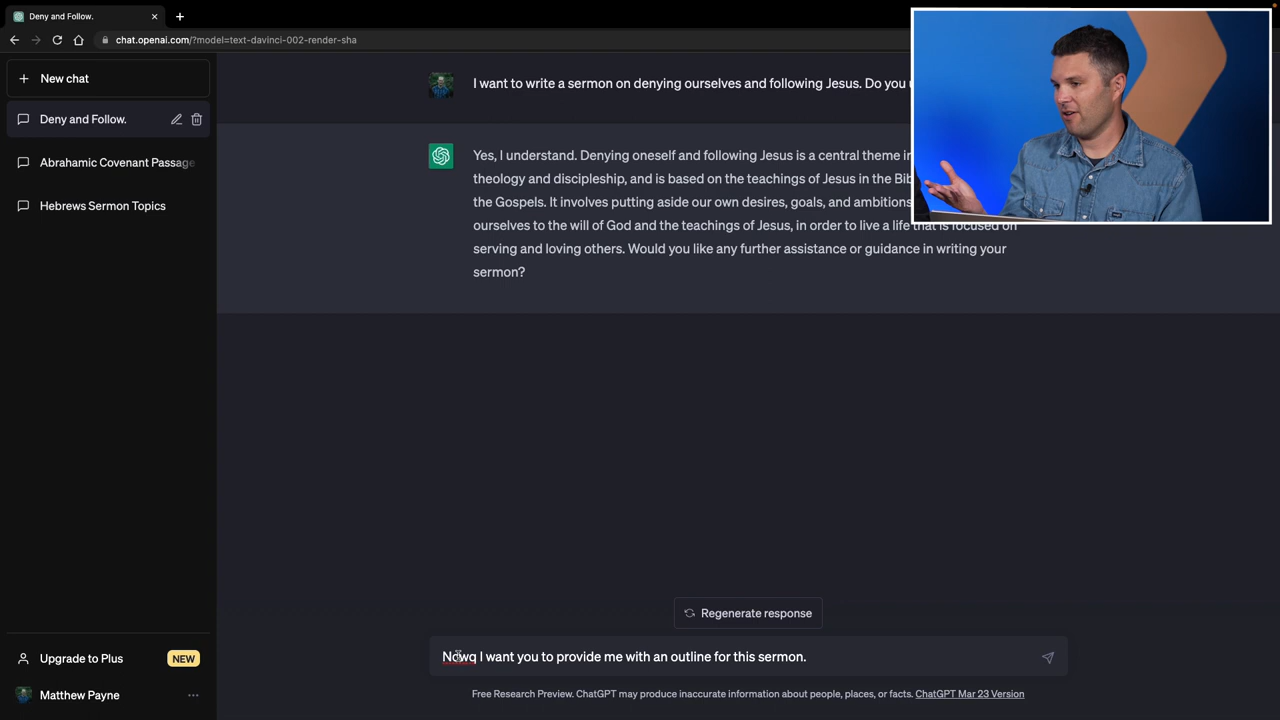 Deny and Follow.
chat.openai.com/?model=text-davinci-002-render-sha
New chat
Deny and Follow.
Abrahamic Covenant Passage
Hebrews Sermon Topics
I want to write a sermon on denying ourselves and following Jesus. Do you
Yes, I understand. Denying oneself and following Jesus is a central theme in
theology and discipleship, and is based on the teachings of Jesus in the Bib
the Gospels. It involves putting aside our own desires, goals, and ambitions
ourselves to the will of God and the teachings of Jesus, in order to live a life that is focused on
serving and loving others. Would you like any further assistance or guidance in writing your
sermon?
Regenerate response
Nowq I want you to provide me with an outline for this sermon.
Free Research Preview. ChatGPT may produce inaccurate information about people, places, or facts. ChatGPT Mar 23 Version
Upgrade to Plus NEW
Matthew Payne